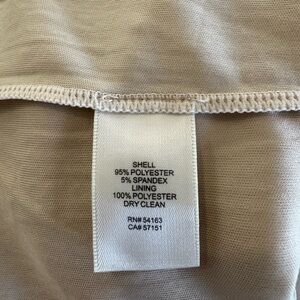 SHELL
95% POLYESTER
5% SPANDEX
LINING
100% POLYESTER
DRY CLEAN
RN# 54163
CA# 57151